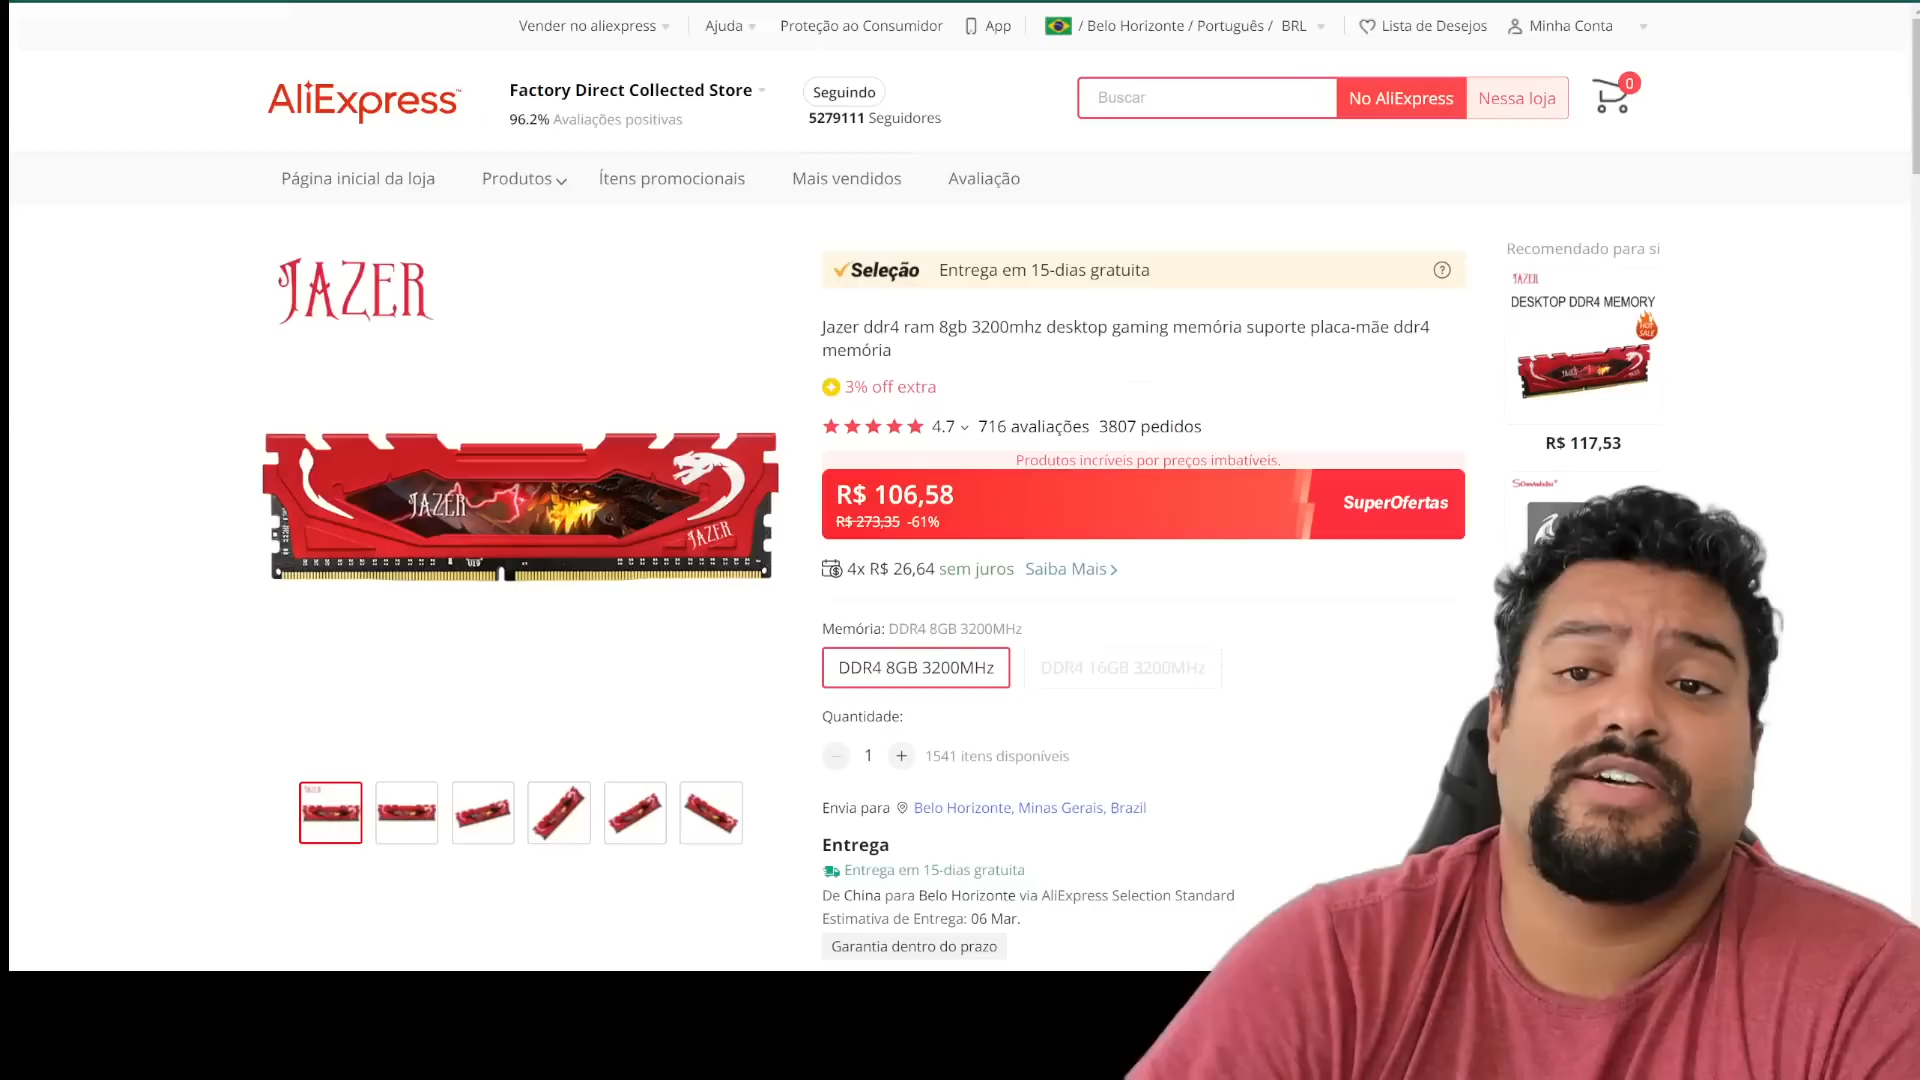 Vender no aliexpress
Ajuda
Proteção ao Consumidor
App
/ Belo Horizonte / Português / BRL
Lista de Desejos
Minha Conta
AliExpress
Factory Direct Collected Store
96.2% Avaliações positivas
Seguindo
5279111 Seguidores
Buscar
No AliExpress
Nessa loja
0
Página inicial da loja
Produtos
Ítens promocionais
Mais vendidos
Avaliação
JAZER
JAZER
JAZER
Seleção
Entrega em 15-dias gratuita
?
Jazer ddr4 ram 8gb 3200mhz desktop gaming memória suporte placa-mãe ddr4
memória
3% off extra
4.7
716 avaliações
3807 pedidos
Produtos incríveis por preços imbatíveis.
R$ 106,58
R$ 273,35 -61%
SuperOfertas
4x R$ 26,64 sem juros
Saiba Mais
Memória: DDR4 8GB 3200MHz
DDR4 8GB 3200MHz
DDR4 16GB 3200MHz
Quantidade:
− 1 +
1541 itens disponíveis
Envia para
Belo Horizonte, Minas Gerais, Brazil
Entrega
Entrega em 15-dias gratuita
De China para Belo Horizonte via AliExpress Selection Standard
Estimativa de Entrega: 06 Mar.
Garantia dentro do prazo
Recomendado para si
JAZER
DESKTOP DDR4 MEMORY
HOT
SALE
R$ 117,53